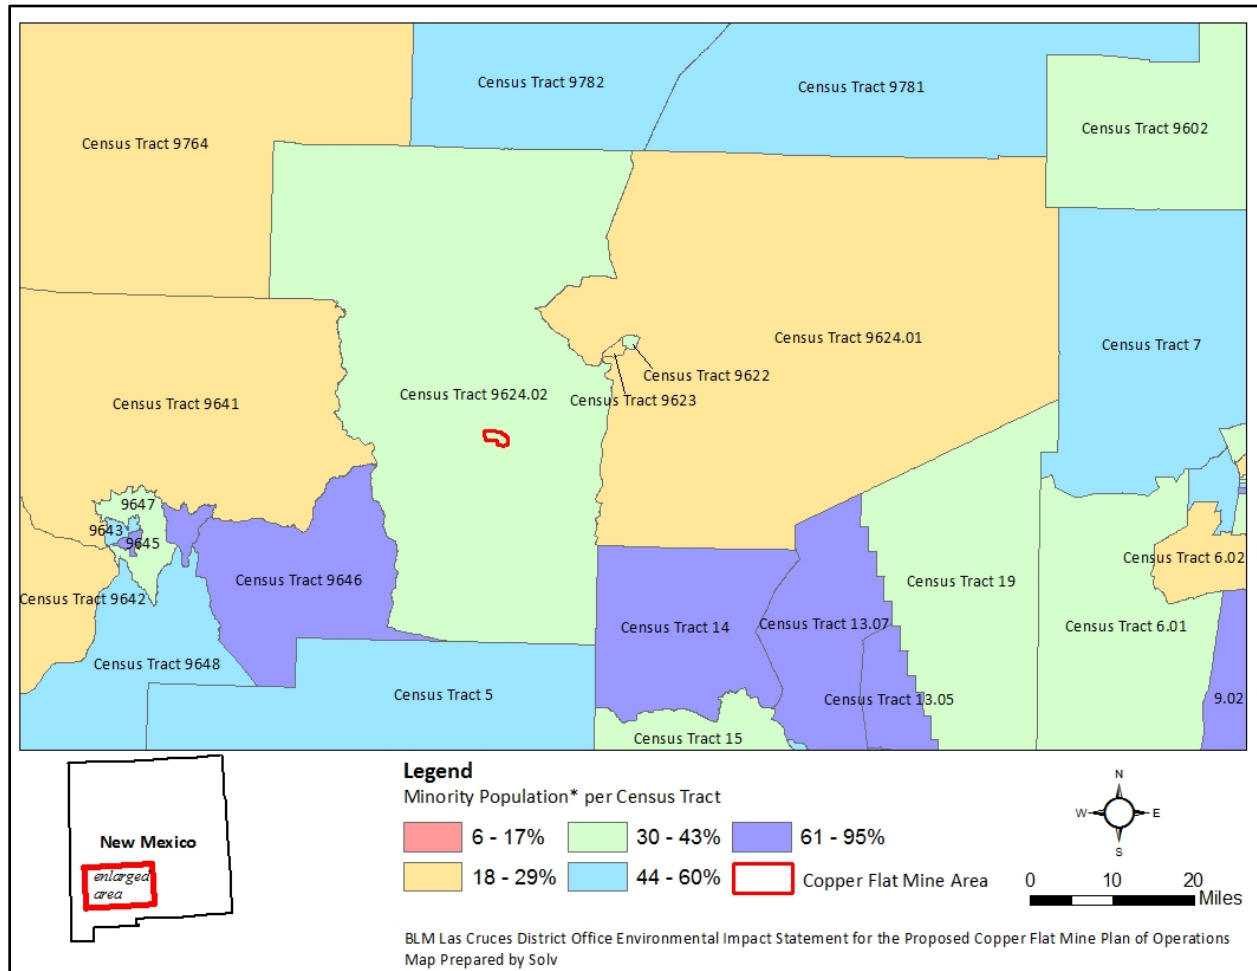 Census Tract 9782
Census Tract 9781
Census Tract 9602
Census Tract 9764
Census Tract 9624.01
Census Tract 7
Census Tract 9622
Census Tract 9623
Census Tract 9624.02
Census Tract 9641
9647
9643
9645
Census Tract 6.02
Census Tract 9646
Census Tract 19
Census Tract 9642
Census Tract 14
Census Tract 13.07
Census Tract 6.01
Census Tract 9648
Census Tract 5
Census Tract 13.05
9.02
Census Tract 15
New Mexico
enlarged
area
Legend
Minority Population* per Census Tract
6 - 17%
30 - 43%
61 - 95%
18 - 29%
44 - 60%
Copper Flat Mine Area
N
W
E
S
0 10 20
Miles
BLM Las Cruces District Office Environmental Impact Statement for the Proposed Copper Flat Mine Plan of Operations
Map Prepared by Solv